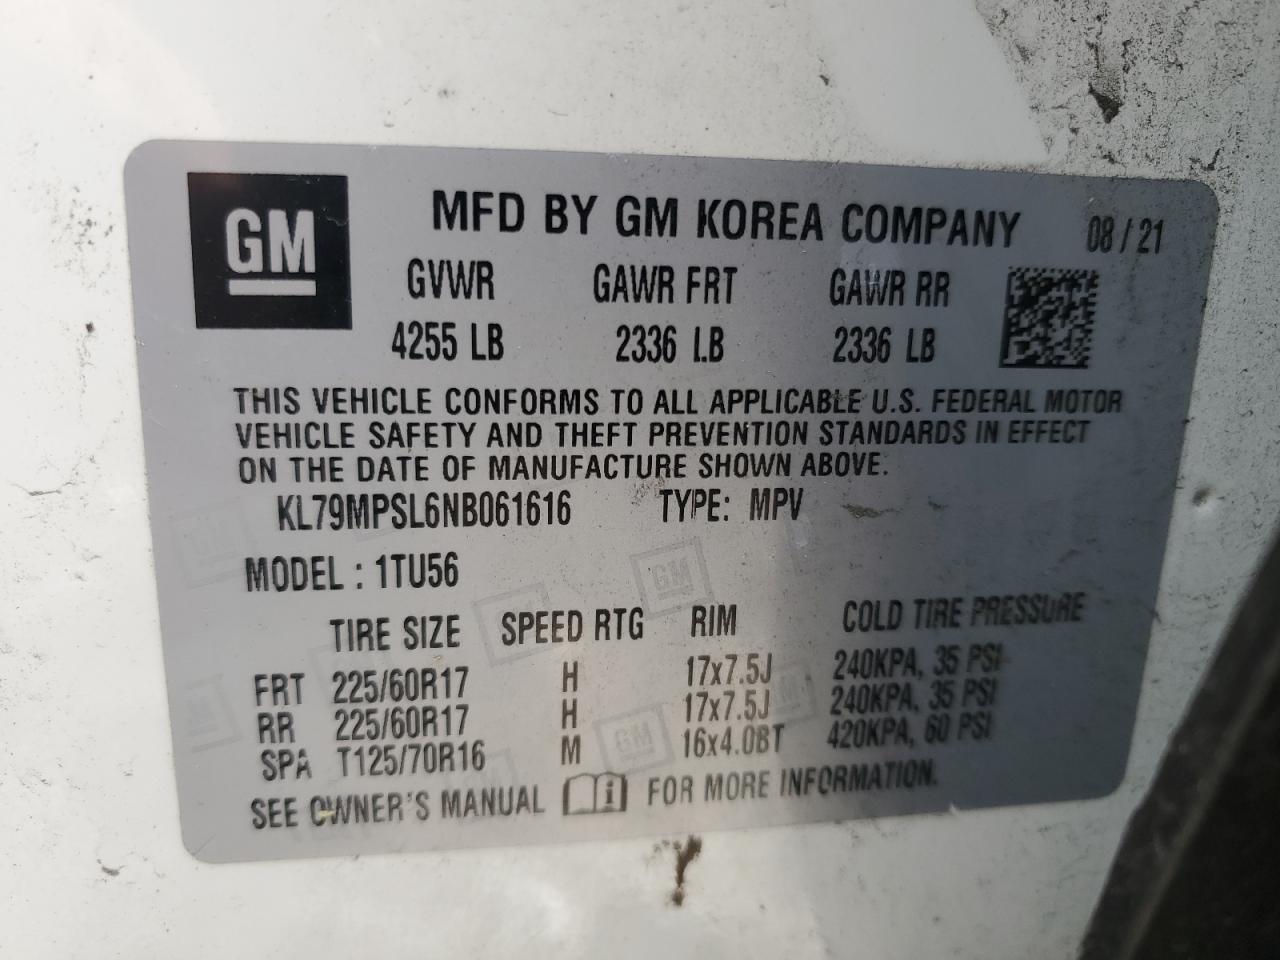 GM
MFD BY GM KOREA COMPANY 08/21
GVWR GAWR FRT GAWR RR
4255 LB 2336 LB 2336 LB
THIS VEHICLE CONFORMS TO ALL APPLICABLE U.S. FEDERAL MOTOR
VEHICLE SAFETY AND THEFT PREVENTION STANDARDS IN EFFECT
ON THE DATE OF MANUFACTURE SHOWN ABOVE.
KL79MPSL6NB061616 TYPE: MPV
MODEL : 1TU56
TIRE SIZE SPEED RTG RIM COLD TIRE PRESSURE
FRT 225/60R17 H 17x7.5J 240KPA, 35 PSI
RR 225/60R17 H 17x7.5J 240KPA, 35 PSI
SPA T125/70R16 M 16x4.0BT 420KPA, 60 PSI
SEE OWNER'S MANUAL i FOR MORE INFORMATION.